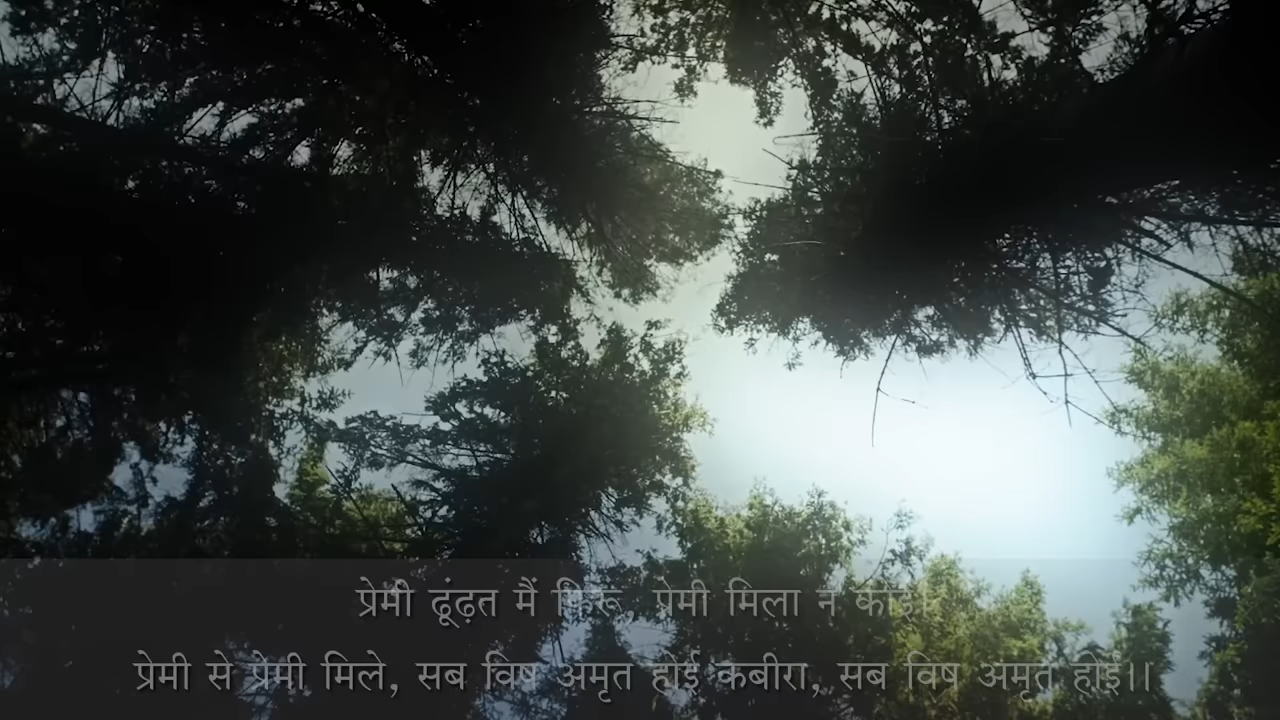 प्रेमी ढूंढ़त मैं फिरूं, प्रेमी मिला न कोई।
प्रेमी से प्रेमी मिले, सब विष अमृत होई कबीरा, सब विष अमृत होइ।।